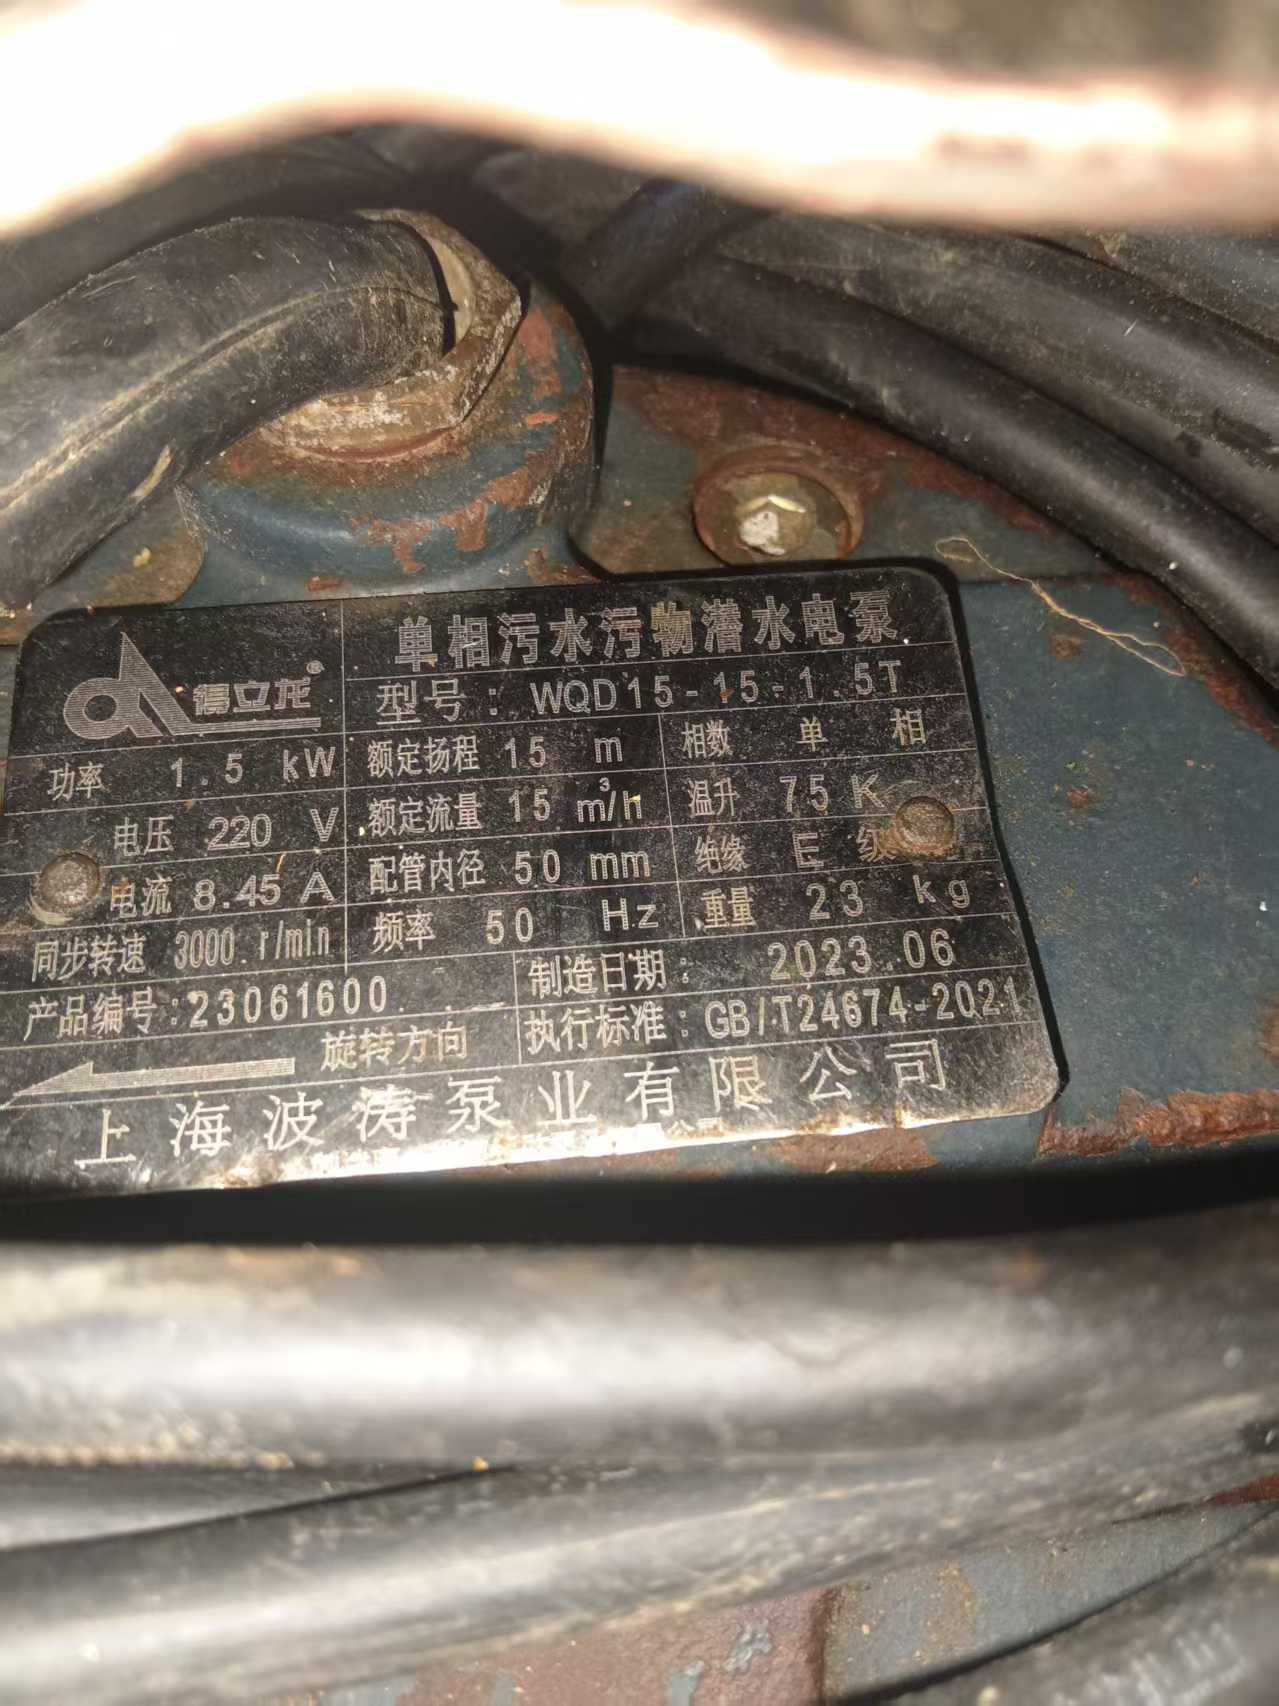 得立龙®
单相污水污物潜水电泵
型号：WQD15-15-1.5T
功率 1.5 kW 额定扬程 15 m 相数 单 相
电压 220 V 额定流量 15 m³/h 温升 75 K
电流 8.45 A 配管内径 50 mm 绝缘 E 级
同步转速 3000 r/min 频率 50 Hz 重量 23 kg
产品编号：23061600 制造日期：2023.06
旋转方向 执行标准：GB/T24674-2021
上海波涛泵业有限公司